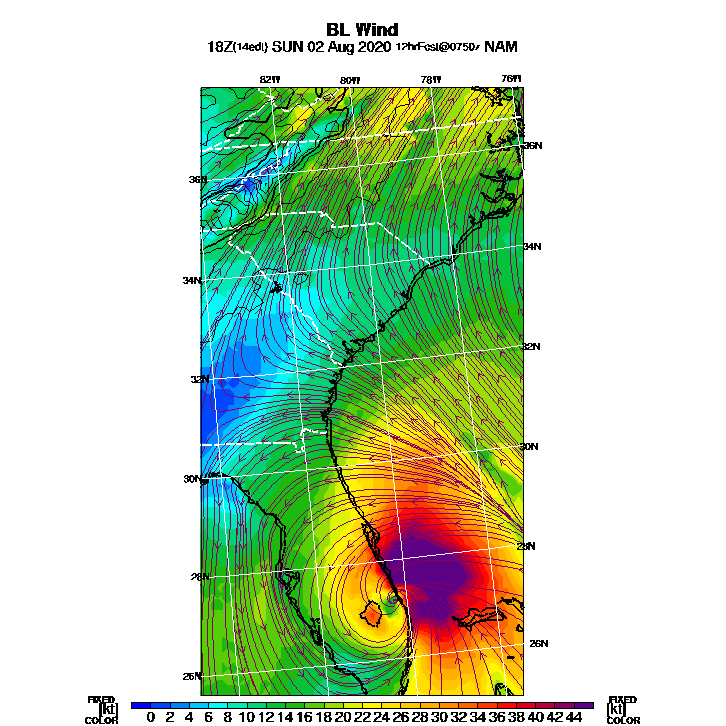 BL Wind
18Z(14edt) SUN 02 Aug 2020 12hrFcst@0750z NAM
82W 80W 78W 76W
36N
36N
34N
34N
32N
32N
30N
30N
28N
28N
26N
26N
FIXED FIXED
[kt] 0 2 4 6 8 10 12 14 16 18 20 22 24 26 28 30 32 34 36 38 40 42 44 [kt]
COLOR COLOR